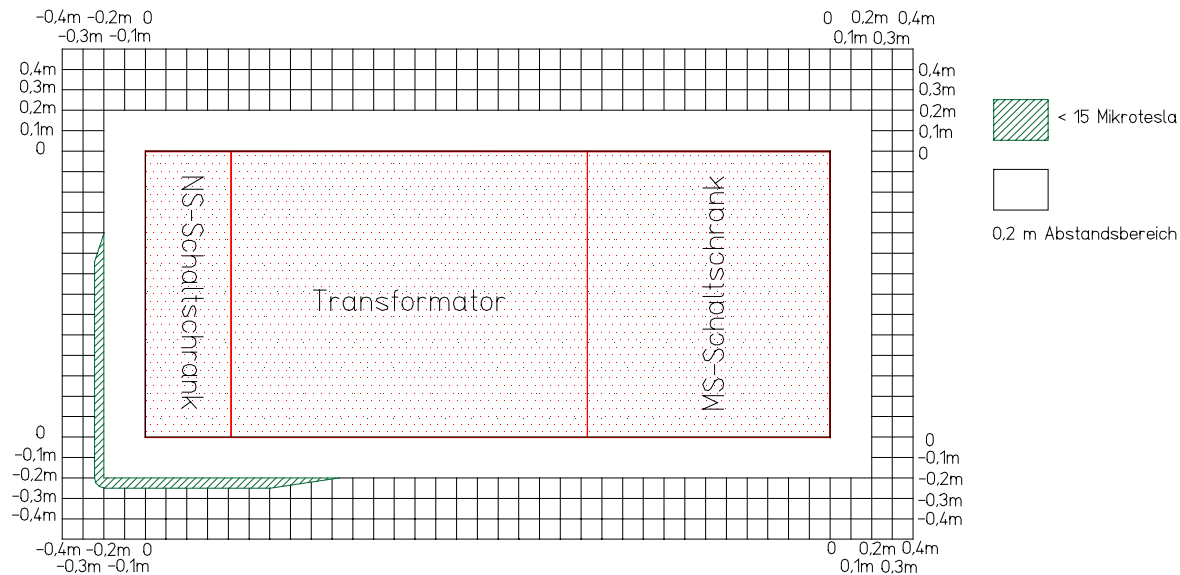 -0,4m -0,2m 0
-0,3m -0,1m
0 0,2m 0,4m
0,1m 0,3m
0,4m
0,3m
0,2m
0,1m
0
0,4m
0,3m
0,2m
0,1m
0
< 15 Mikrotesla
0,2 m Abstandsbereich
NS-Schaltschrank
Transformator
MS-Schaltschrank
0
-0,1m
-0,2m
-0,3m
-0,4m
0
-0,1m
-0,2m
-0,3m
-0,4m
-0,4m -0,2m 0
-0,3m -0,1m
0 0,2m 0,4m
0,1m 0,3m